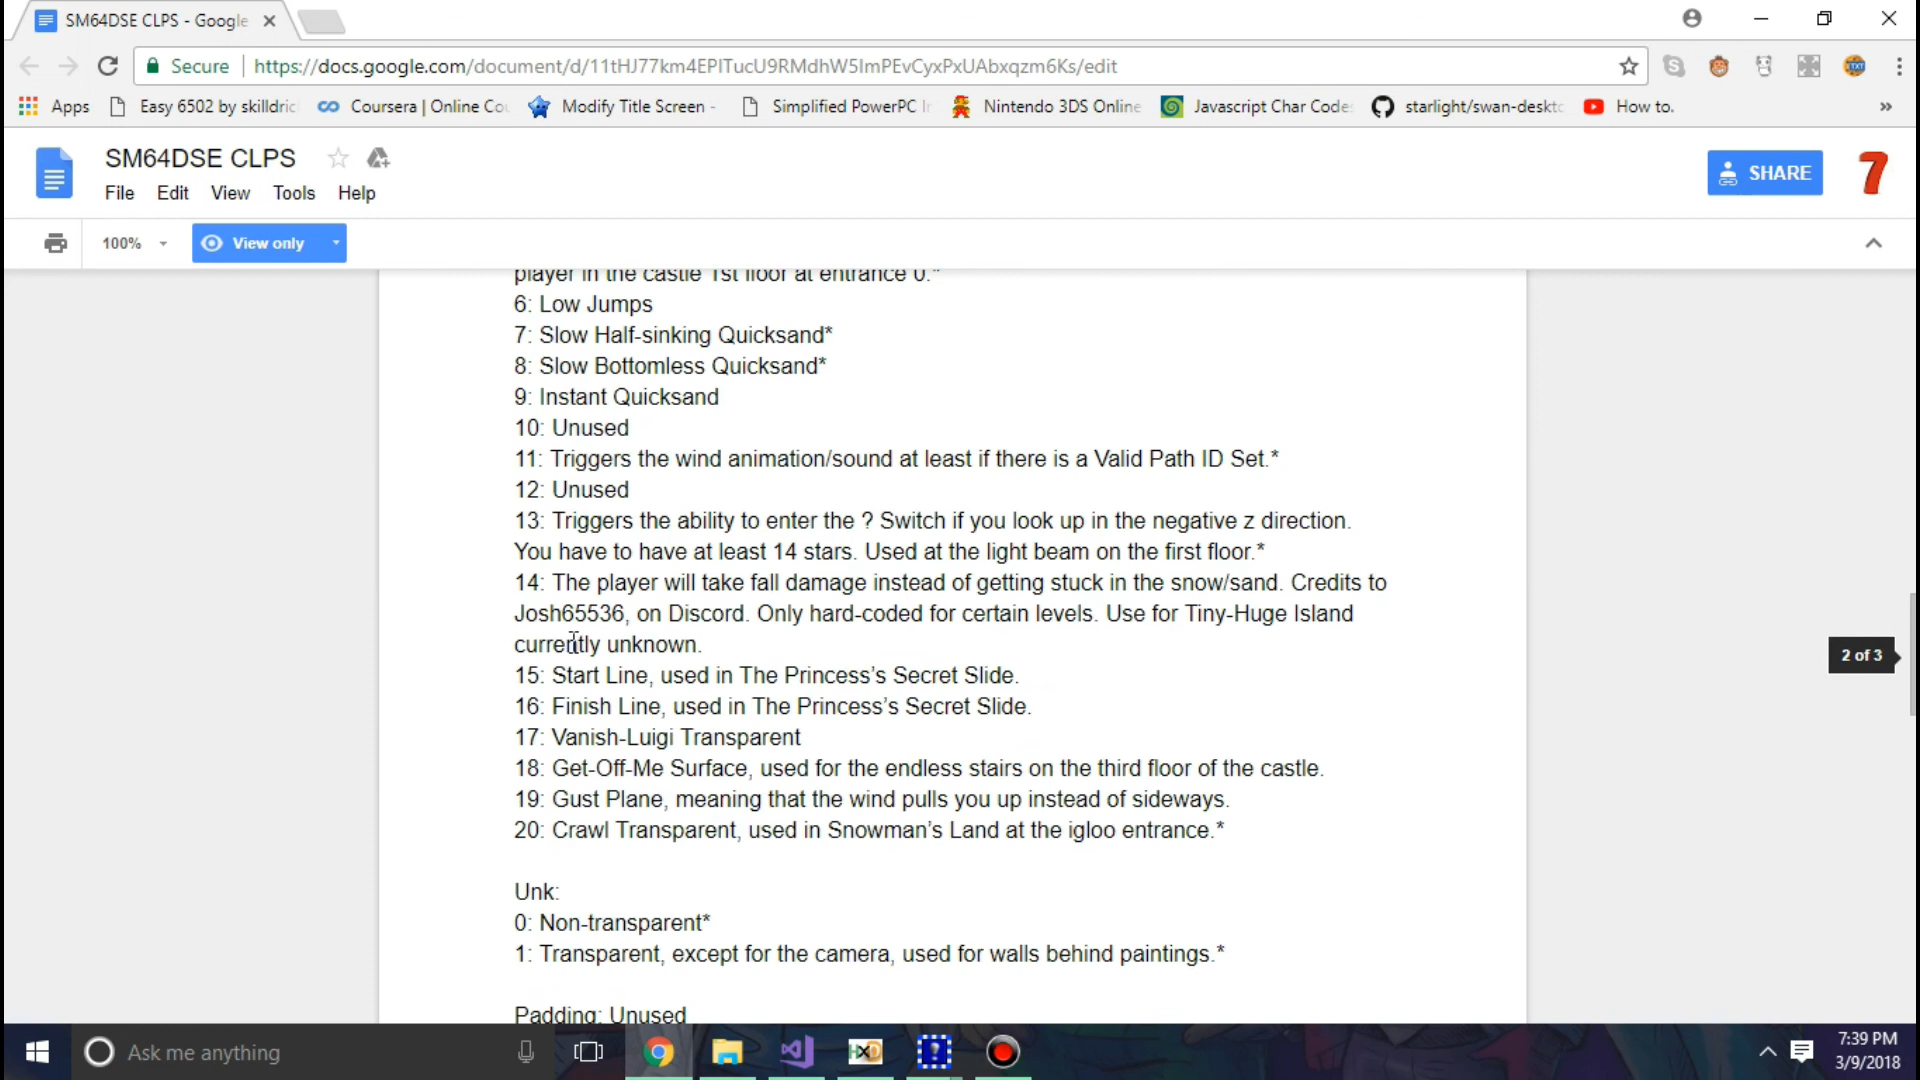 SM64DSE CLPS - Google
Secure
https://docs.google.com/document/d/11tHJ77km4EPITucU9RMdhW5ImPEvCyxPxUAbxqzm6Ks/edit
Apps
Easy 6502 by skilldric
Coursera | Online Co
Modify Title Screen -
Simplified PowerPC I
Nintendo 3DS Online
Javascript Char Code
starlight/swan-deskt
How to.
»
SM64DSE CLPS
File Edit View Tools Help
SHARE
7
100%
View only
player in the castle 1st floor at entrance 0.*
6: Low Jumps
7: Slow Half-sinking Quicksand*
8: Slow Bottomless Quicksand*
9: Instant Quicksand
10: Unused
11: Triggers the wind animation/sound at least if there is a Valid Path ID Set.*
12: Unused
13: Triggers the ability to enter the ? Switch if you look up in the negative z direction.
You have to have at least 14 stars. Used at the light beam on the first floor.*
14: The player will take fall damage instead of getting stuck in the snow/sand. Credits to
Josh65536, on Discord. Only hard-coded for certain levels. Use for Tiny-Huge Island
currently unknown.
2 of 3
15: Start Line, used in The Princess’s Secret Slide.
16: Finish Line, used in The Princess’s Secret Slide.
17: Vanish-Luigi Transparent
18: Get-Off-Me Surface, used for the endless stairs on the third floor of the castle.
19: Gust Plane, meaning that the wind pulls you up instead of sideways.
20: Crawl Transparent, used in Snowman’s Land at the igloo entrance.*
Unk:
0: Non-transparent*
1: Transparent, except for the camera, used for walls behind paintings.*
Padding: Unused
Ask me anything
7:39 PM
3/9/2018